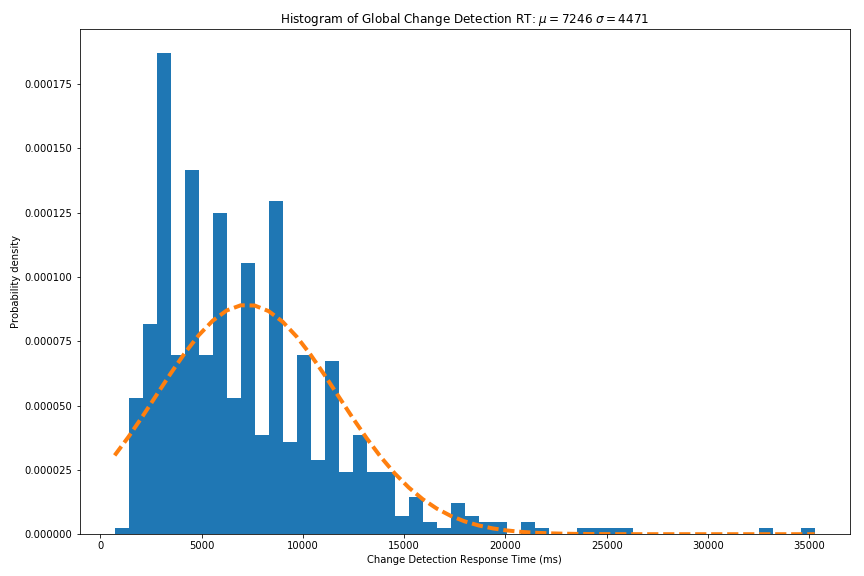 Histogram of Global Change Detection RT: μ = 7246 σ = 4471
0.000175
0.000150
0.000125
0.000100
0.000075
0.000050
0.000025
0.000000
Probability density
0 5000 10000 15000 20000 25000 30000 35000
Change Detection Response Time (ms)